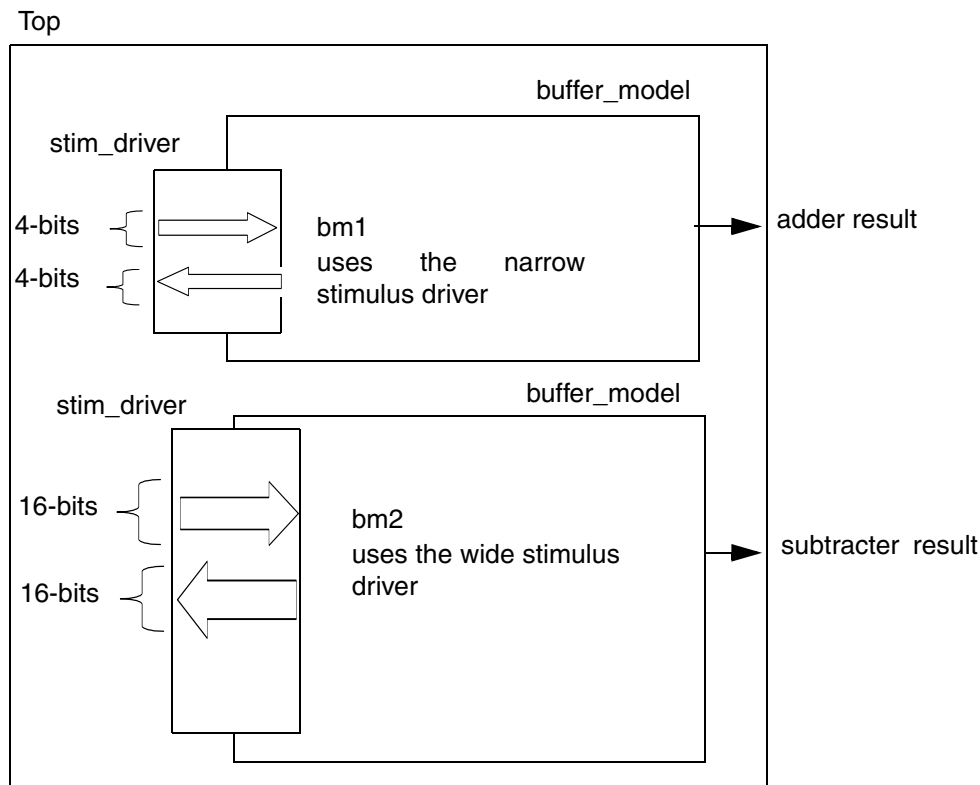 Top
buffer_model
stim_driver
4-bits
4-bits
bm1
uses the narrow
stimulus driver
adder result
buffer_model
stim_driver
16-bits
16-bits
bm2
uses the wide stimulus
driver
subtracter result